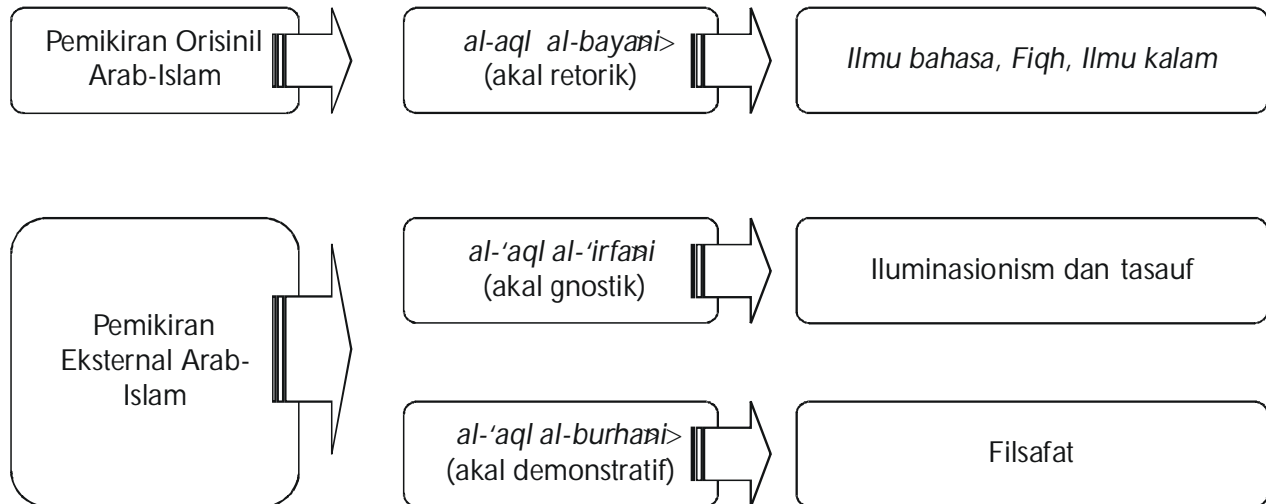 Pemikiran Orisinil
Arab-Islam
al-aql al-bayani>
(akal retorik)
Ilmu bahasa, Fiqh, Ilmu kalam
Pemikiran
Eksternal Arab-
Islam
al-‘aql al-‘irfani
(akal gnostik)
Iluminasionism dan tasauf
al-‘aql al-burhani>
(akal demonstratif)
Filsafat